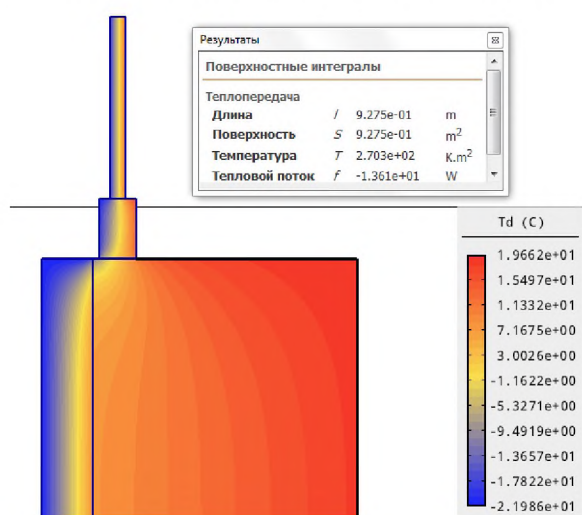 Результаты
Поверхностные интегралы
Теплопередача
Длина l 9.275e-01 m
Поверхность S 9.275e-01 m²
Температура T 2.703e+02 K.m²
Тепловой поток f -1.361e+01 W
Td (C)
1.9662e+01
1.5497e+01
1.1332e+01
7.1675e+00
3.0026e+00
-1.1622e+00
-5.3271e+00
-9.4919e+00
-1.3657e+01
-1.7822e+01
-2.1986e+01